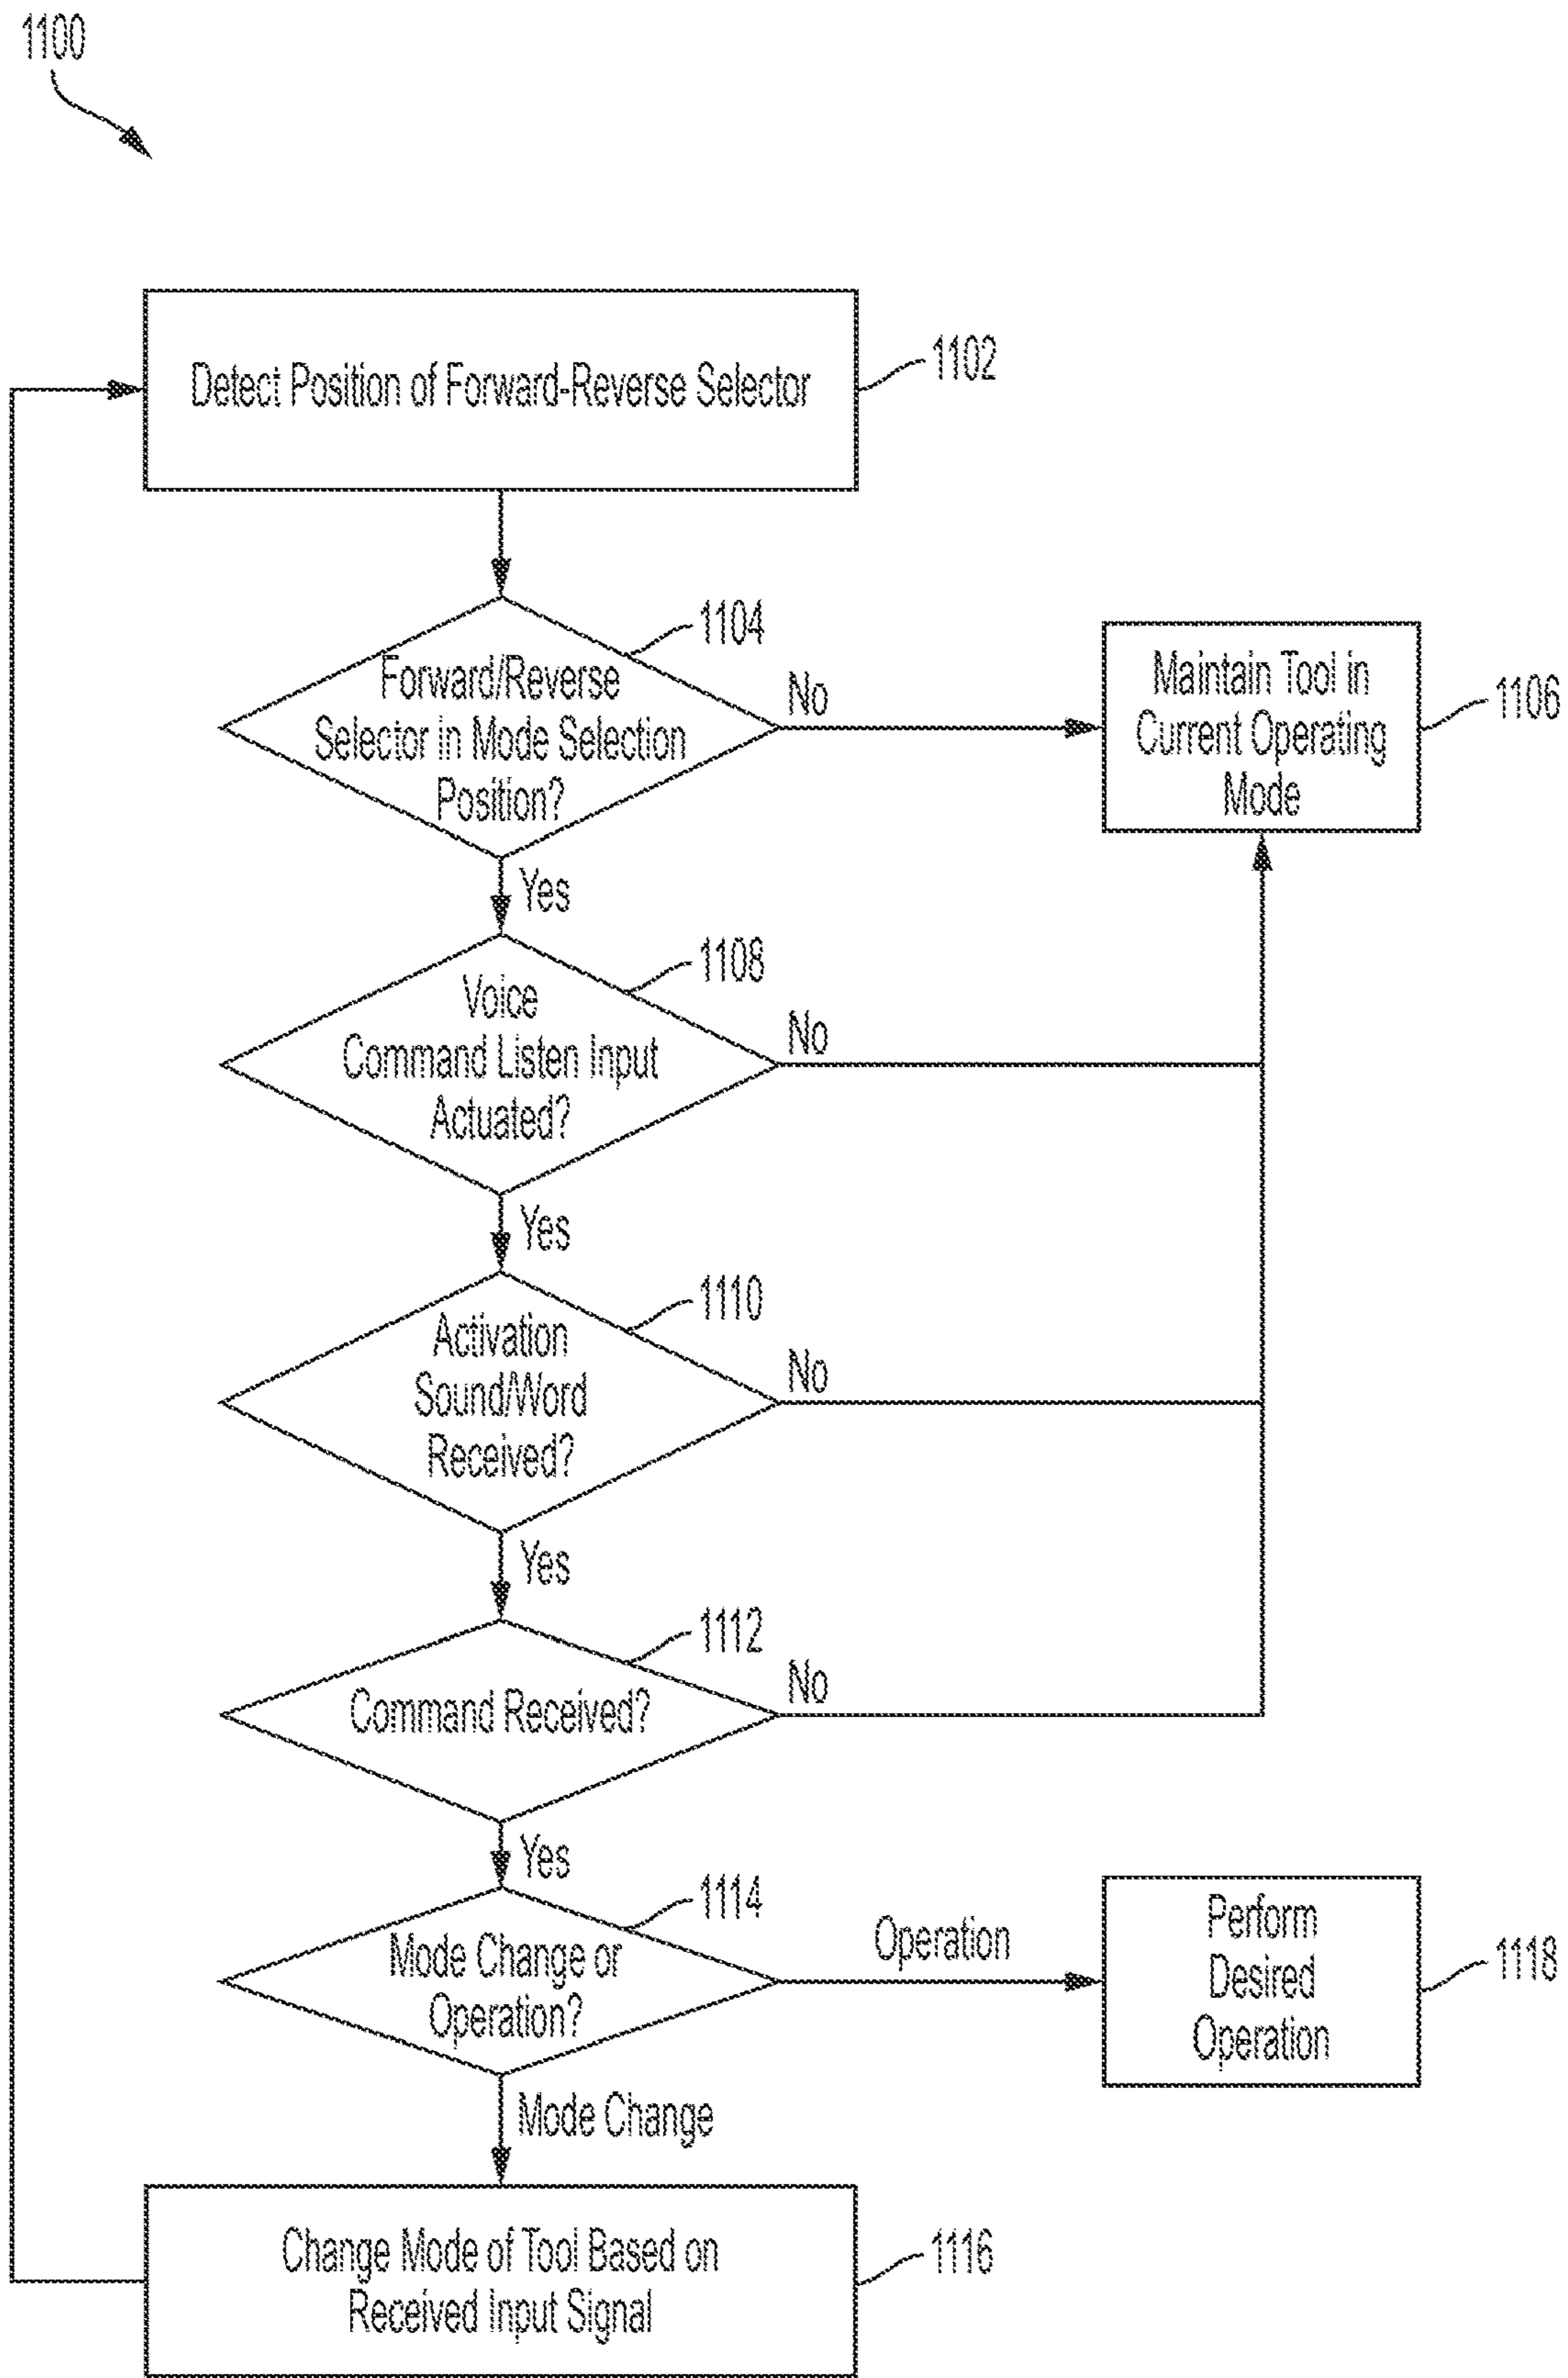 1100
Detect Position of Forward-Reverse Selector
1102
1104
Forward/Reverse
Selector in Mode Selection
Position?
No
Maintain Tool in
Current Operating
Mode
1106
Yes
1108
Voice
Command Listen Input
Actuated?
No
Yes
1110
Activation
Sound/Word
Received?
No
Yes
1112
Command Received?
No
Yes
1114
Mode Change or
Operation?
Operation
Perform
Desired
Operation
1118
Mode Change
Change Mode of Tool Based on
Received Input Signal
1116